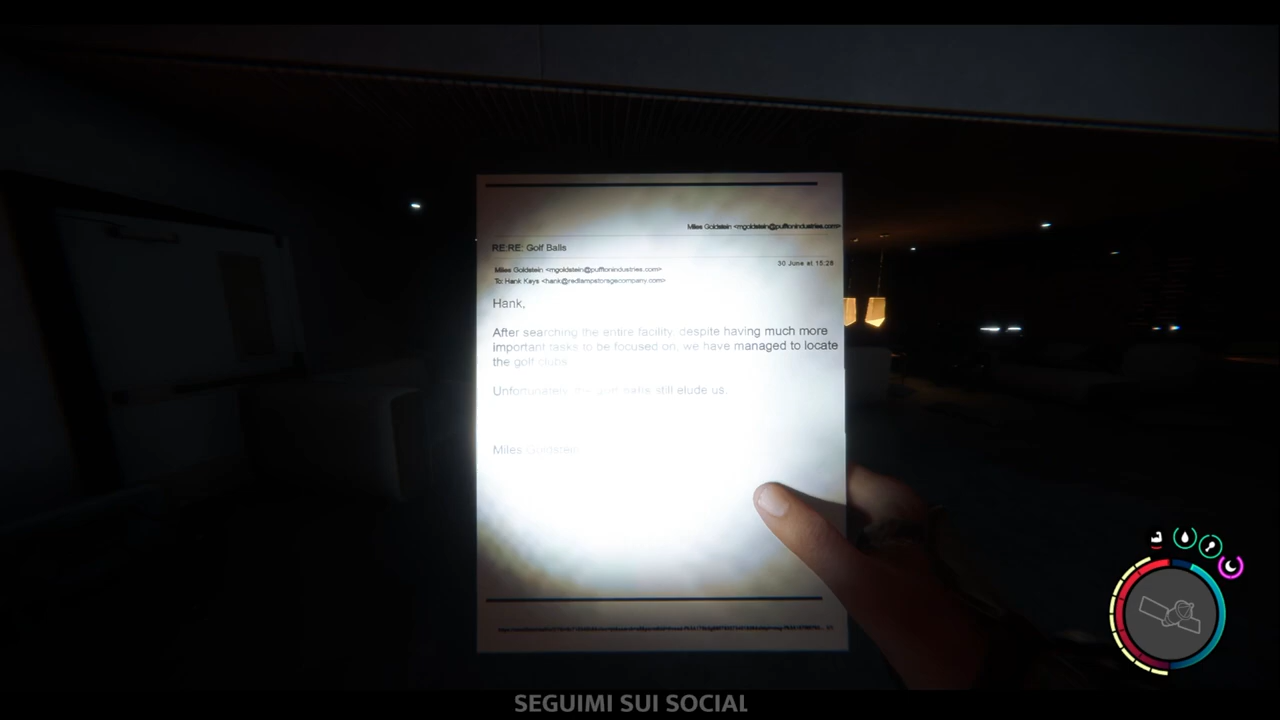 Miles Goldstein <mgoldstein@pufftonindustries.com>
RE:RE: Golf Balls
30 June at 15:28
Miles Goldstein <mgoldstein@pufftonindustries.com>
To: Hank Kays <hank@redlampstoragecompany.com>
Hank,
After searching the entire facility, despite having much more
important tasks to be focused on, we have managed to locate
the golf clubs.
Unfortunately the golf balls still elude us.
Miles Goldstein
SEGUIMI SUI SOCIAL